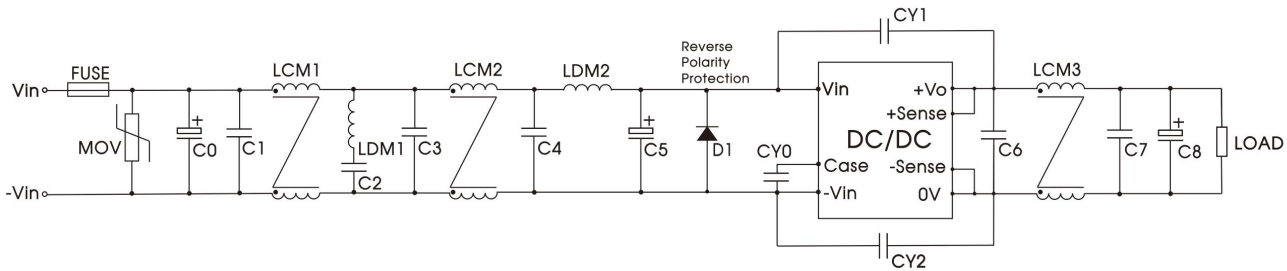 CY1
Reverse
Polarity
Protection
FUSE
LCM1
LCM2
LDM2
LCM3
Vin
Vin
+Vo
+Sense
DC/DC
MOV
+
C0
C1
LDM1
C2
C3
C4
+
C5
D1
CY0
Case
-Sense
C6
C7
+
C8
LOAD
-Vin
-Vin
0V
CY2